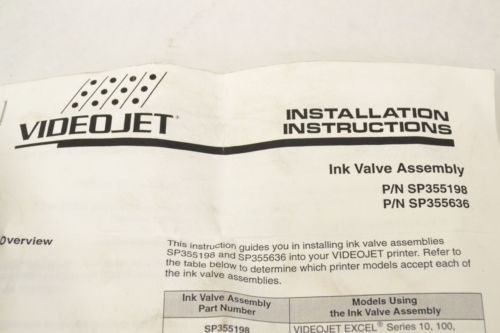 VIDEOJET®
INSTALLATION
INSTRUCTIONS
Ink Valve Assembly
P/N SP355198
P/N SP355636
Overview
This instruction guides you in installing ink valve assemblies
SP355198 and SP355636 into your VIDEOJET printer. Refer to
the table below to determine which printer models accept each of
the ink valve assemblies.
Ink Valve Assembly
Part Number
Models Using
the Ink Valve Assembly
SP355198
VIDEOJET EXCEL® Series 10, 100,